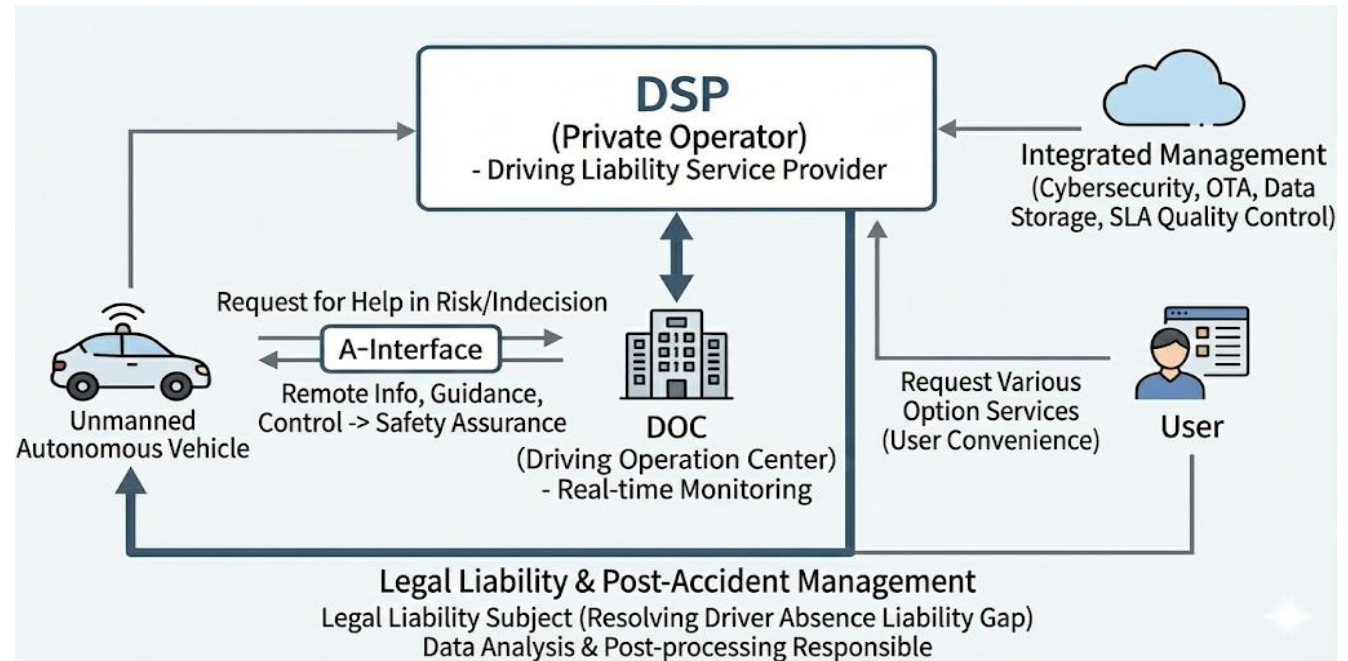 DSP
(Private Operator)
- Driving Liability Service Provider
Integrated Management
(Cybersecurity, OTA, Data
Storage, SLA Quality Control)
Request for Help in Risk/Indecision
A-Interface
Remote Info, Guidance,
Control -> Safety Assurance
Unmanned
Autonomous Vehicle
DOC
(Driving Operation Center)
- Real-time Monitoring
Request Various
Option Services
(User Convenience)
User
Legal Liability & Post-Accident Management
Legal Liability Subject (Resolving Driver Absence Liability Gap)
Data Analysis & Post-processing Responsible